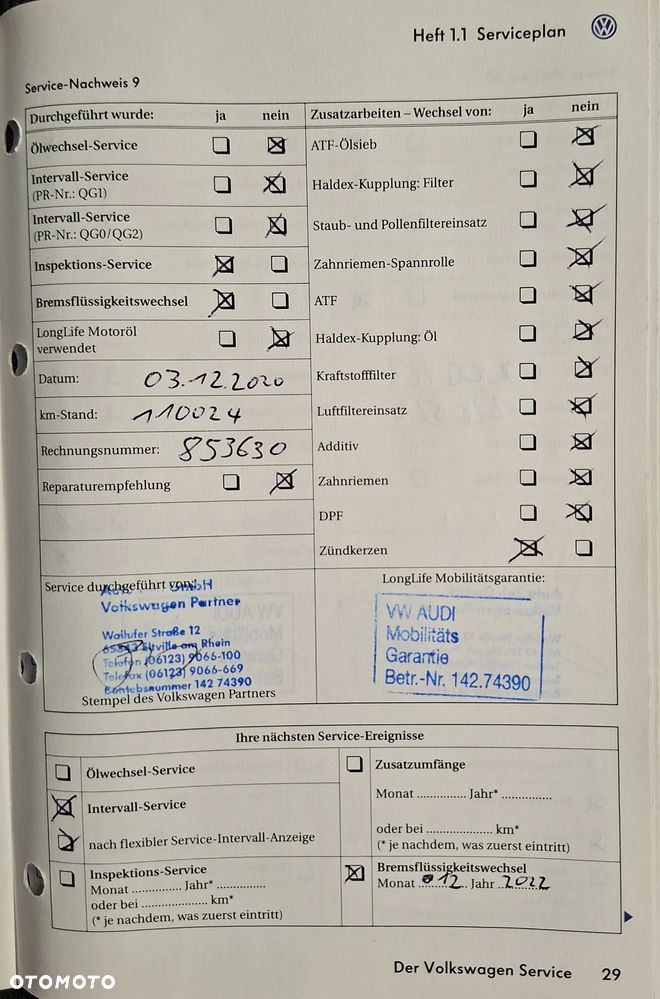 Heft 1.1 Serviceplan
Service-Nachweis 9
Durchgeführt wurde: ja nein
Ölwechsel-Service
Intervall-Service
(PR-Nr.: QG1)
Intervall-Service
(PR-Nr.: QG0/QG2)
Inspektions-Service
Bremsflüssigkeitswechsel
LongLife Motoröl
verwendet
Datum: 03.12.2020
km-Stand: 110024
Rechnungsnummer: 853630
Reparaturempfehlung
Zusatzarbeiten – Wechsel von: ja nein
ATF-Ölsieb
Haldex-Kupplung: Filter
Staub- und Pollenfiltereinsatz
Zahnriemen-Spannrolle
ATF
Haldex-Kupplung: Öl
Kraftstofffilter
Luftfiltereinsatz
Additiv
Zahnriemen
DPF
Zündkerzen
Service durchgeführt von:
GmbH
Volkswagen Partner
Wallufer Straße 12
Eltville am Rhein
Telefon (06123) 9066-100
Telefax (06123) 9066-669
Betriebsnummer 142 74390
Stempel des Volkswagen Partners
LongLife Mobilitätsgarantie:
VW AUDI
Mobilitäts
Garantie
Betr.-Nr. 142.74390
Ihre nächsten Service-Ereignisse
Ölwechsel-Service
Intervall-Service
nach flexibler Service-Intervall-Anzeige
Inspektions-Service
Monat ............... Jahr* ...............
oder bei .................... km*
(* je nachdem, was zuerst eintritt)
Zusatzumfänge
Monat ............... Jahr* ...............
oder bei .................... km*
(* je nachdem, was zuerst eintritt)
Bremsflüssigkeitswechsel
Monat 12 Jahr 2022
Der Volkswagen Service 29
OTOMOTO